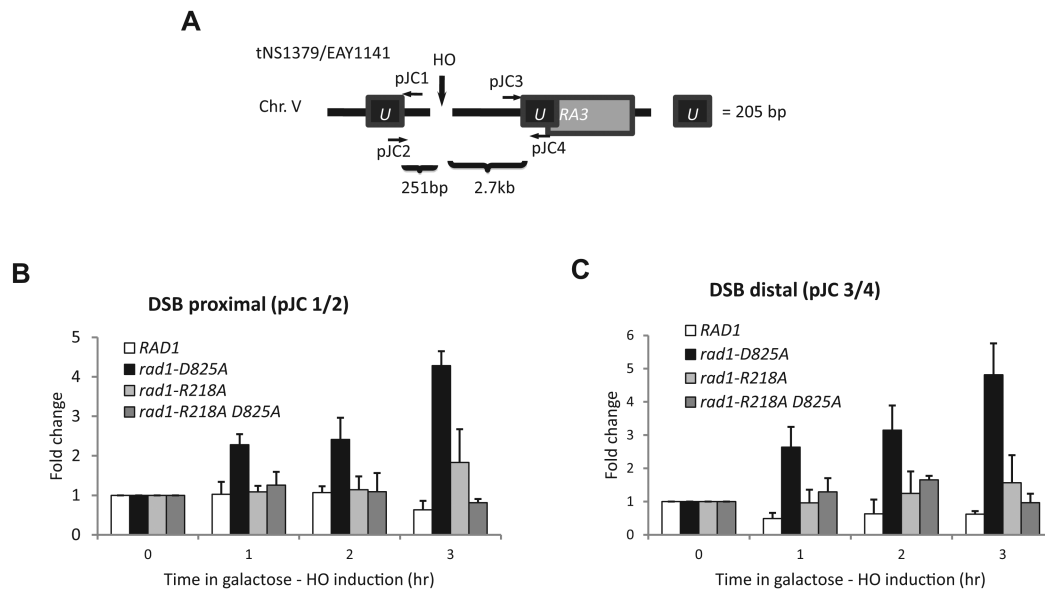 A
tNS1379/EAY1141
HO
pJC1
pJC3
Chr. V
U
U
RA3
U
= 205 bp
pJC2
pJC4
251bp
2.7kb
B
DSB proximal (pJC 1/2)
5
4
3
2
1
0
Fold change
RAD1
rad1-D825A
rad1-R218A
rad1-R218A D825A
0
1
2
3
Time in galactose - HO induction (hr)
C
DSB distal (pJC 3/4)
6
5
4
3
2
1
0
Fold change
RAD1
rad1-D825A
rad1-R218A
rad1-R218A D825A
0
1
2
3
Time in galactose - HO induction (hr)